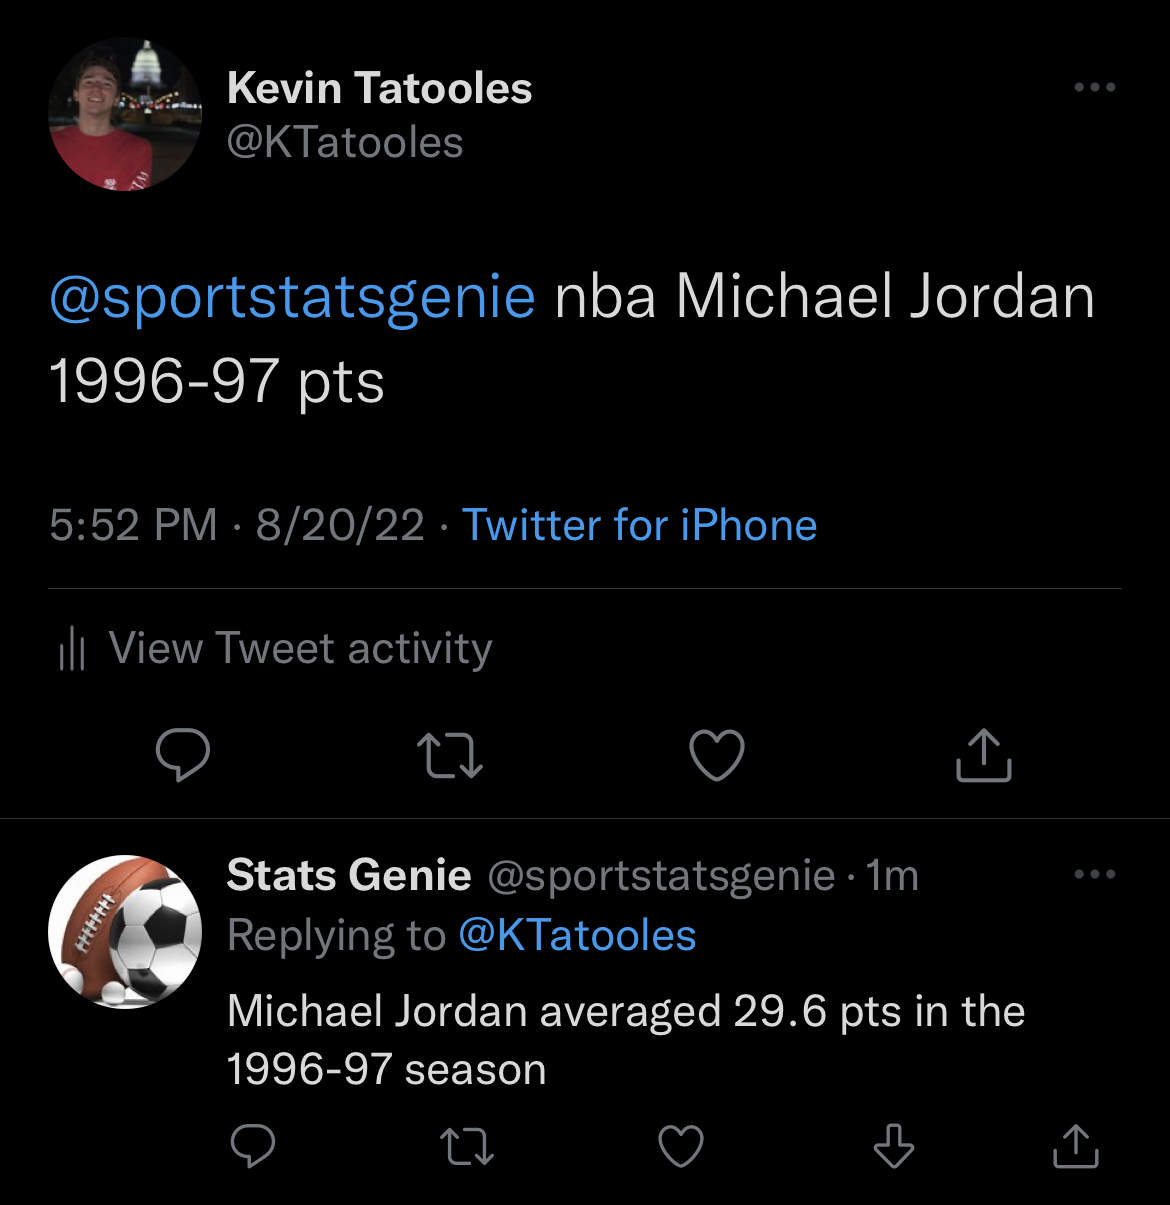 Kevin Tatooles
@KTatooles
@sportstatsgenie nba Michael Jordan
1996-97 pts
5:52 PM · 8/20/22 · Twitter for iPhone
View Tweet activity
Stats Genie @sportstatsgenie · 1m
Replying to @KTatooles
Michael Jordan averaged 29.6 pts in the
1996-97 season